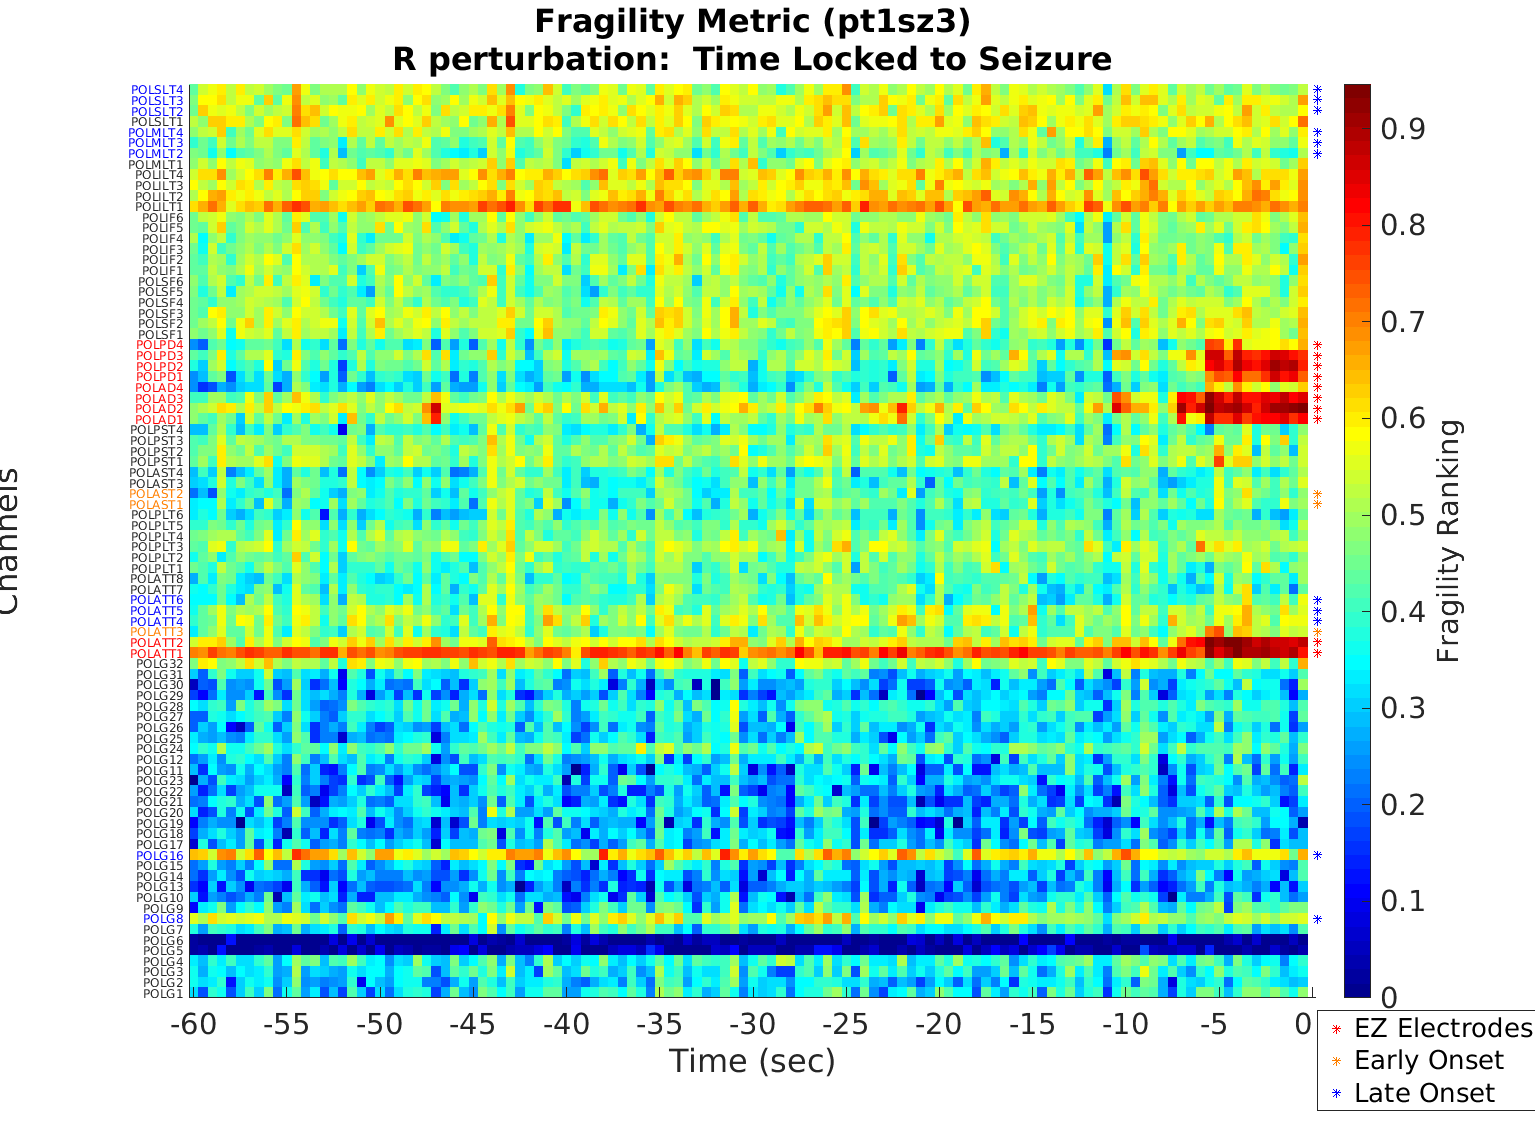 Fragility Metric (pt1sz3)
R perturbation:  Time Locked to Seizure
Channels
POLSLT4
POLSLT3
POLSLT2
POLSLT1
POLMLT4
POLMLT3
POLMLT2
POLMLT1
POLILT4
POLILT3
POLILT2
POLILT1
POLIF6
POLIF5
POLIF4
POLIF3
POLIF2
POLIF1
POLSF6
POLSF5
POLSF4
POLSF3
POLSF2
POLSF1
POLPD4
POLPD3
POLPD2
POLPD1
POLAD4
POLAD3
POLAD2
POLAD1
POLPST4
POLPST3
POLPST2
POLPST1
POLAST4
POLAST3
POLAST2
POLAST1
POLPLT6
POLPLT5
POLPLT4
POLPLT3
POLPLT2
POLPLT1
POLATT8
POLATT7
POLATT6
POLATT5
POLATT4
POLATT3
POLATT2
POLATT1
POLG32
POLG31
POLG30
POLG29
POLG28
POLG27
POLG26
POLG25
POLG24
POLG12
POLG11
POLG23
POLG22
POLG21
POLG20
POLG19
POLG18
POLG17
POLG16
POLG15
POLG14
POLG13
POLG10
POLG9
POLG8
POLG7
POLG6
POLG5
POLG4
POLG3
POLG2
POLG1
-60 -55 -50 -45 -40 -35 -30 -25 -20 -15 -10 -5 0
Time (sec)
0.9
0.8
0.7
0.6
0.5
0.4
0.3
0.2
0.1
0
Fragility Ranking
EZ Electrodes
Early Onset
Late Onset